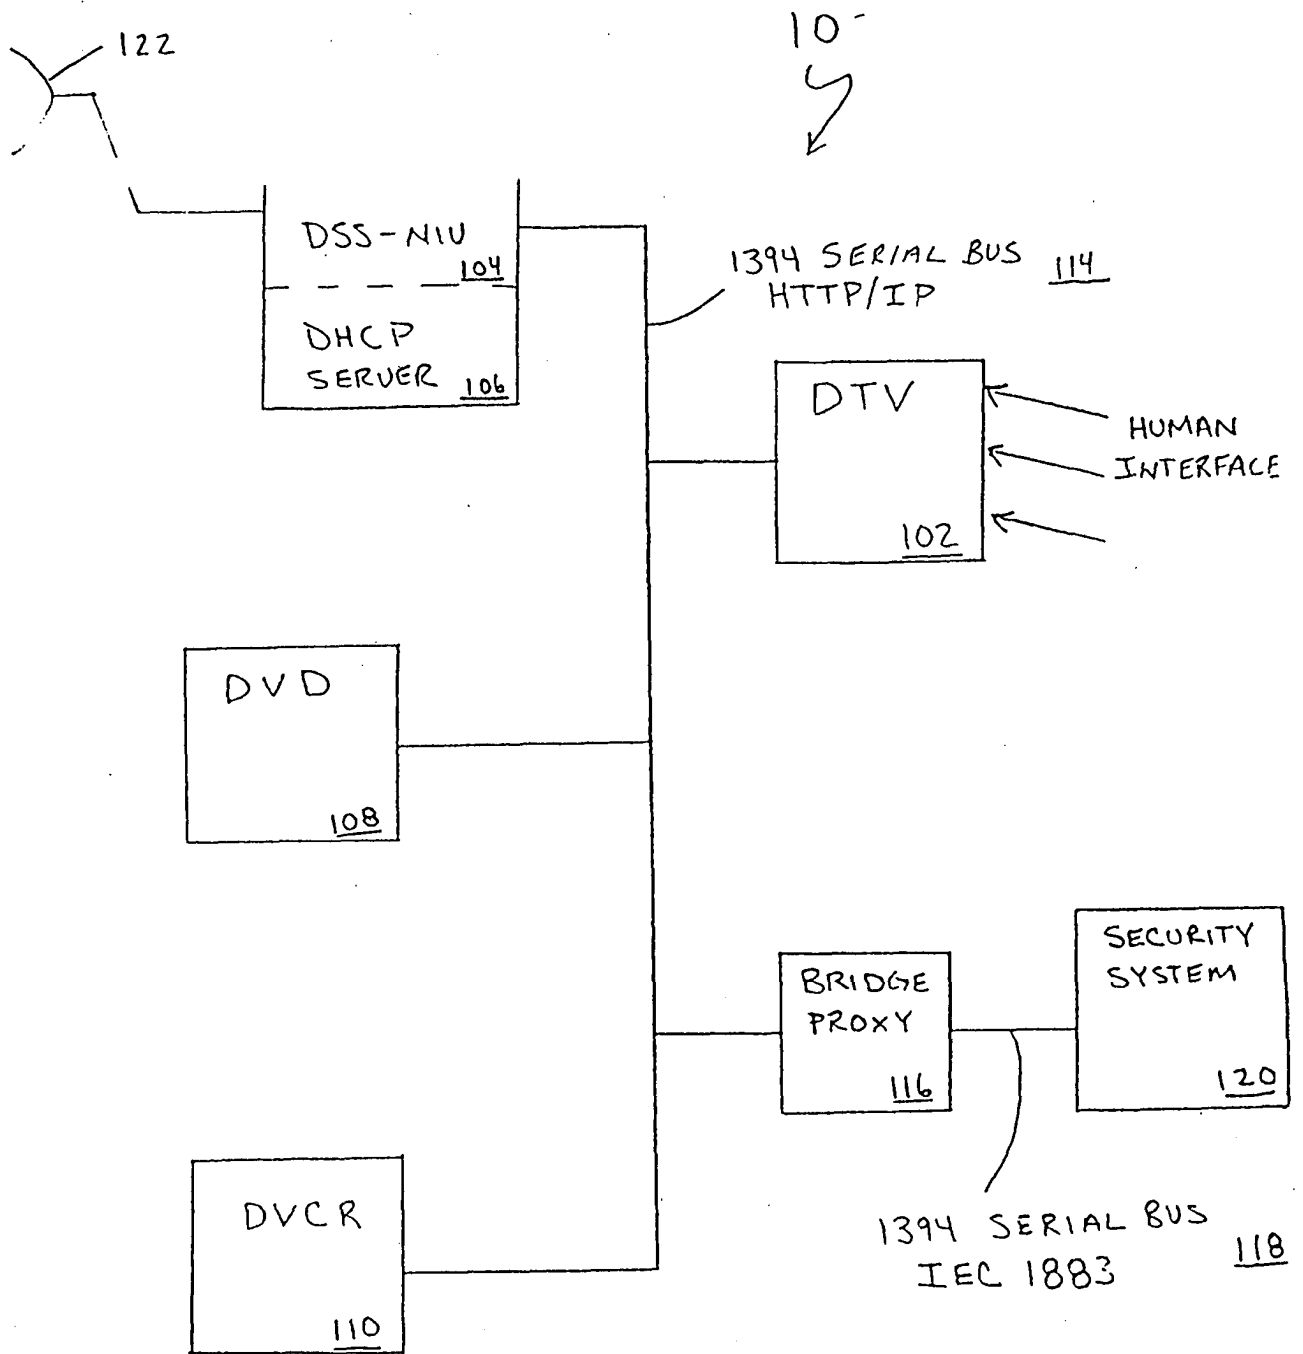 122
10
DSS-NIU
104
DHCP
SERVER
106
1394 SERIAL BUS
HTTP/IP
114
DTV
102
HUMAN
INTERFACE
DVD
108
BRIDGE
PROXY
116
SECURITY
SYSTEM
120
DVCR
110
1394 SERIAL BUS
IEC 1883
118